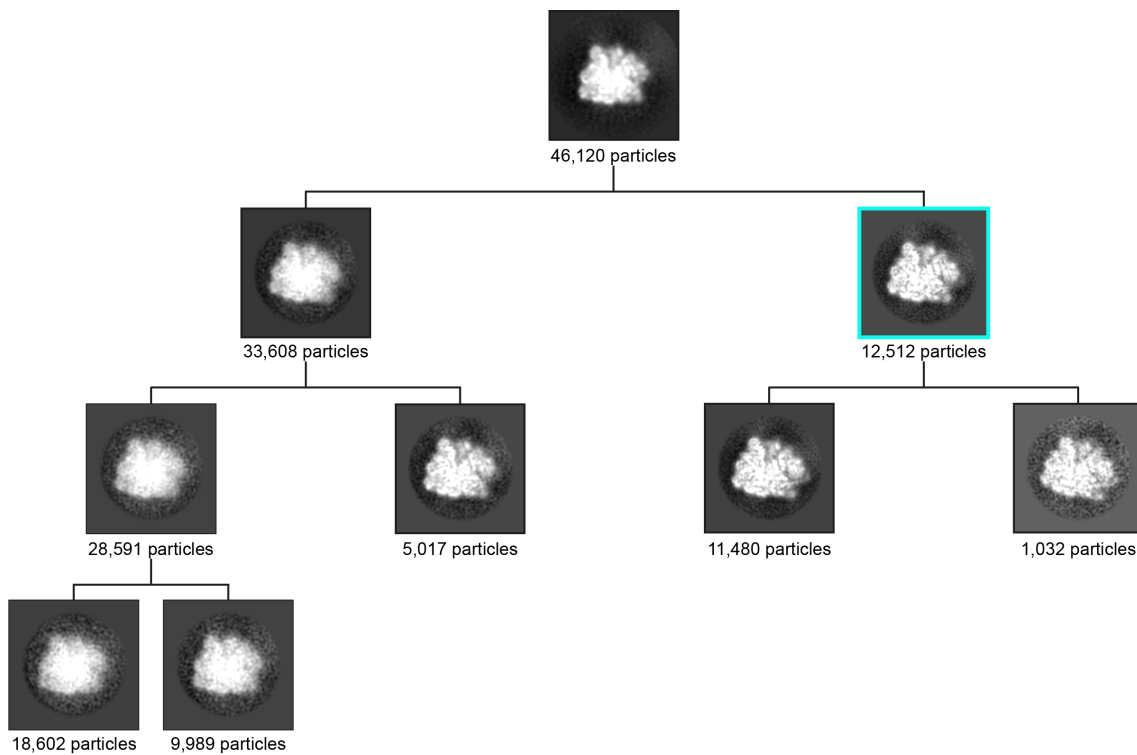 46,120 particles
33,608 particles
12,512 particles
28,591 particles
5,017 particles
11,480 particles
1,032 particles
18,602 particles
9,989 particles